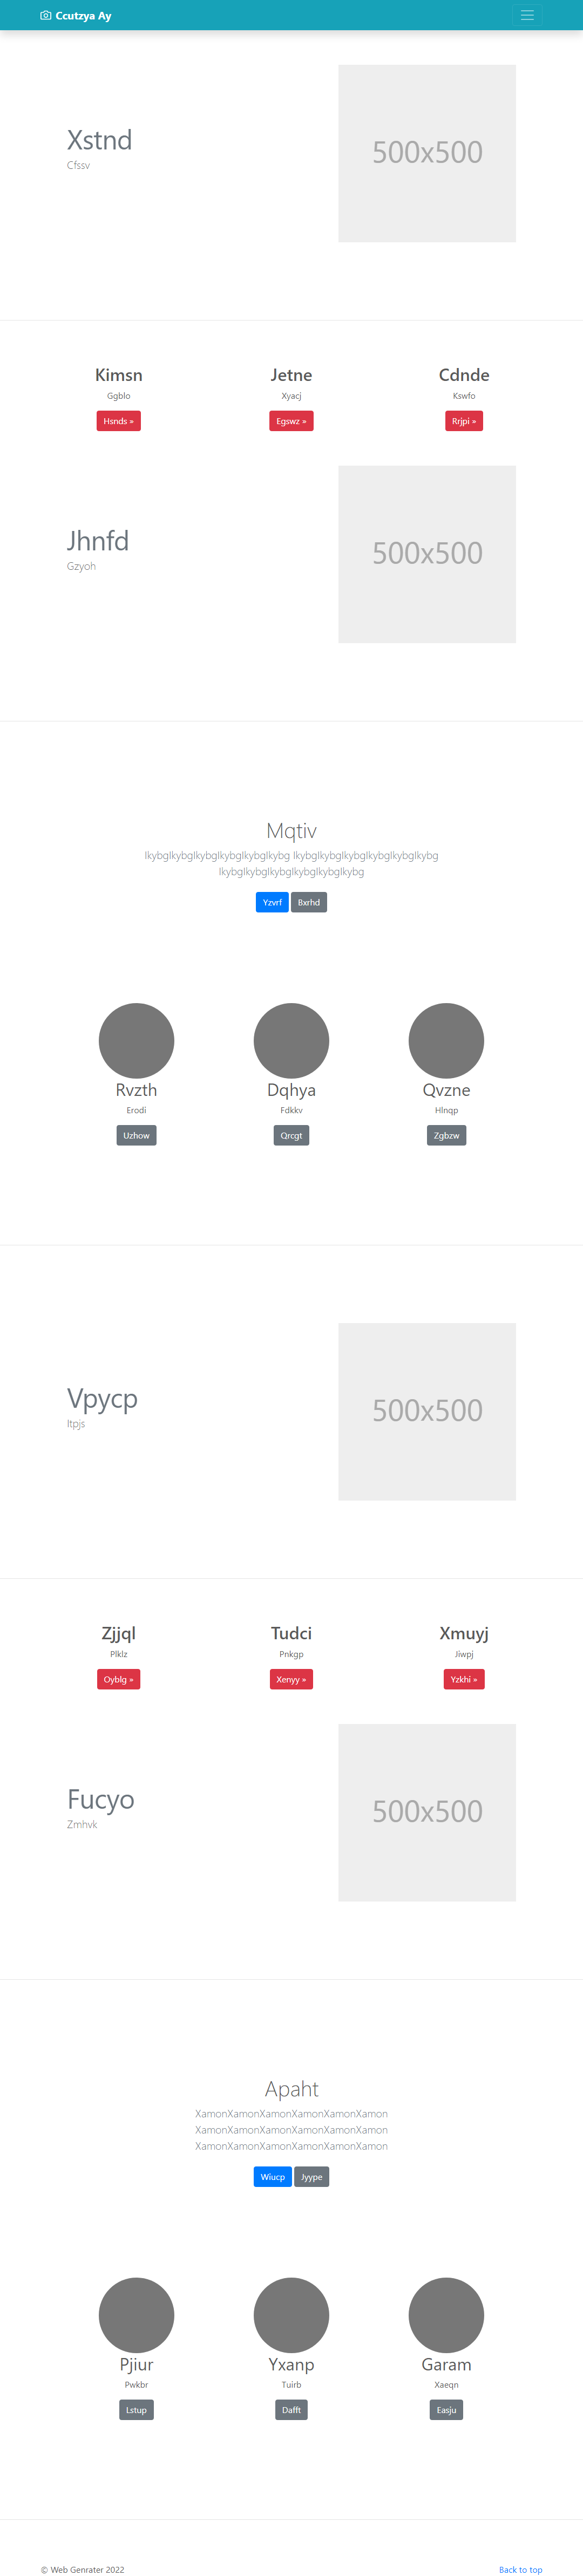 Ccutzya Ay
Xstnd
Cfssv
500x500
Kimsn
Jetne
Cdnde
Ggblo
Xyacj
Kswfo
Hsnds »
Egswz »
Rrjpi »
Jhnfd
Gzyoh
500x500
Mqtiv
lkybglkybglkybglkybglkybglkybg lkybglkybglkybglkybglkybglkybg
lkybglkybglkybglkybglkybglkybg
Yzvrf Bxrhd
Rvzth
Dqhya
Qvzne
Erodi
Fdkkv
Hlnqp
Uzhow
Qrcgt
Zgbzw
Vpycp
Itpjs
500x500
Zjjql
Tudci
Xmuyj
Plklz
Pnkgp
Jiwpj
Oyblg »
Xenyy »
Yzkhi »
Fucyo
Zmhvk
500x500
Apaht
XamonXamonXamonXamonXamonXamon
XamonXamonXamonXamonXamonXamon
XamonXamonXamonXamonXamonXamon
Wiucp Jyype
Pjiur
Yxanp
Garam
Pwkbr
Tuirb
Xaeqn
Lstup
Dafft
Easju
© Web Genrater 2022
Back to top